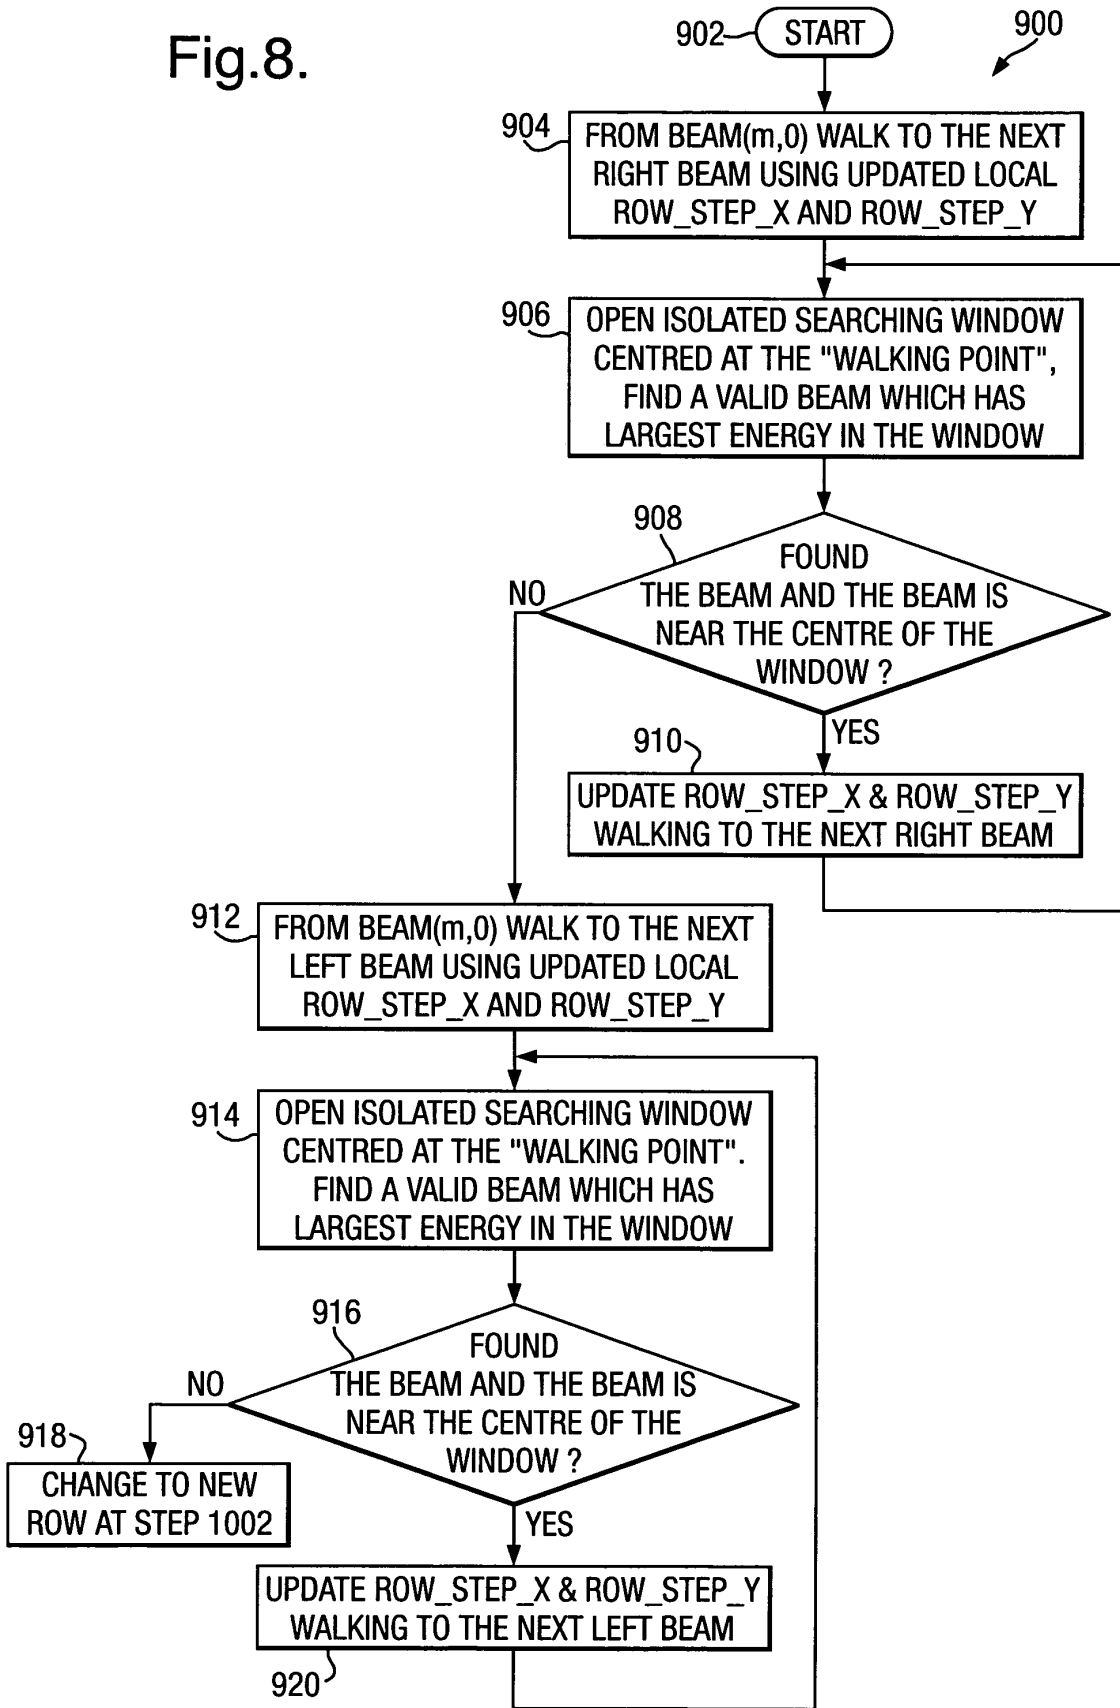 Fig.8.
902
START
900
904
FROM BEAM(m,0) WALK TO THE NEXT
RIGHT BEAM USING UPDATED LOCAL
ROW_STEP_X AND ROW_STEP_Y
906
OPEN ISOLATED SEARCHING WINDOW
CENTRED AT THE "WALKING POINT",
FIND A VALID BEAM WHICH HAS
LARGEST ENERGY IN THE WINDOW
908
FOUND
THE BEAM AND THE BEAM IS
NEAR THE CENTRE OF THE
WINDOW ?
NO
YES
910
UPDATE ROW_STEP_X & ROW_STEP_Y
WALKING TO THE NEXT RIGHT BEAM
912
FROM BEAM(m,0) WALK TO THE NEXT
LEFT BEAM USING UPDATED LOCAL
ROW_STEP_X AND ROW_STEP_Y
914
OPEN ISOLATED SEARCHING WINDOW
CENTRED AT THE "WALKING POINT".
FIND A VALID BEAM WHICH HAS
LARGEST ENERGY IN THE WINDOW
916
FOUND
THE BEAM AND THE BEAM IS
NEAR THE CENTRE OF THE
WINDOW ?
NO
918
CHANGE TO NEW
ROW AT STEP 1002
YES
UPDATE ROW_STEP_X & ROW_STEP_Y
WALKING TO THE NEXT LEFT BEAM
920